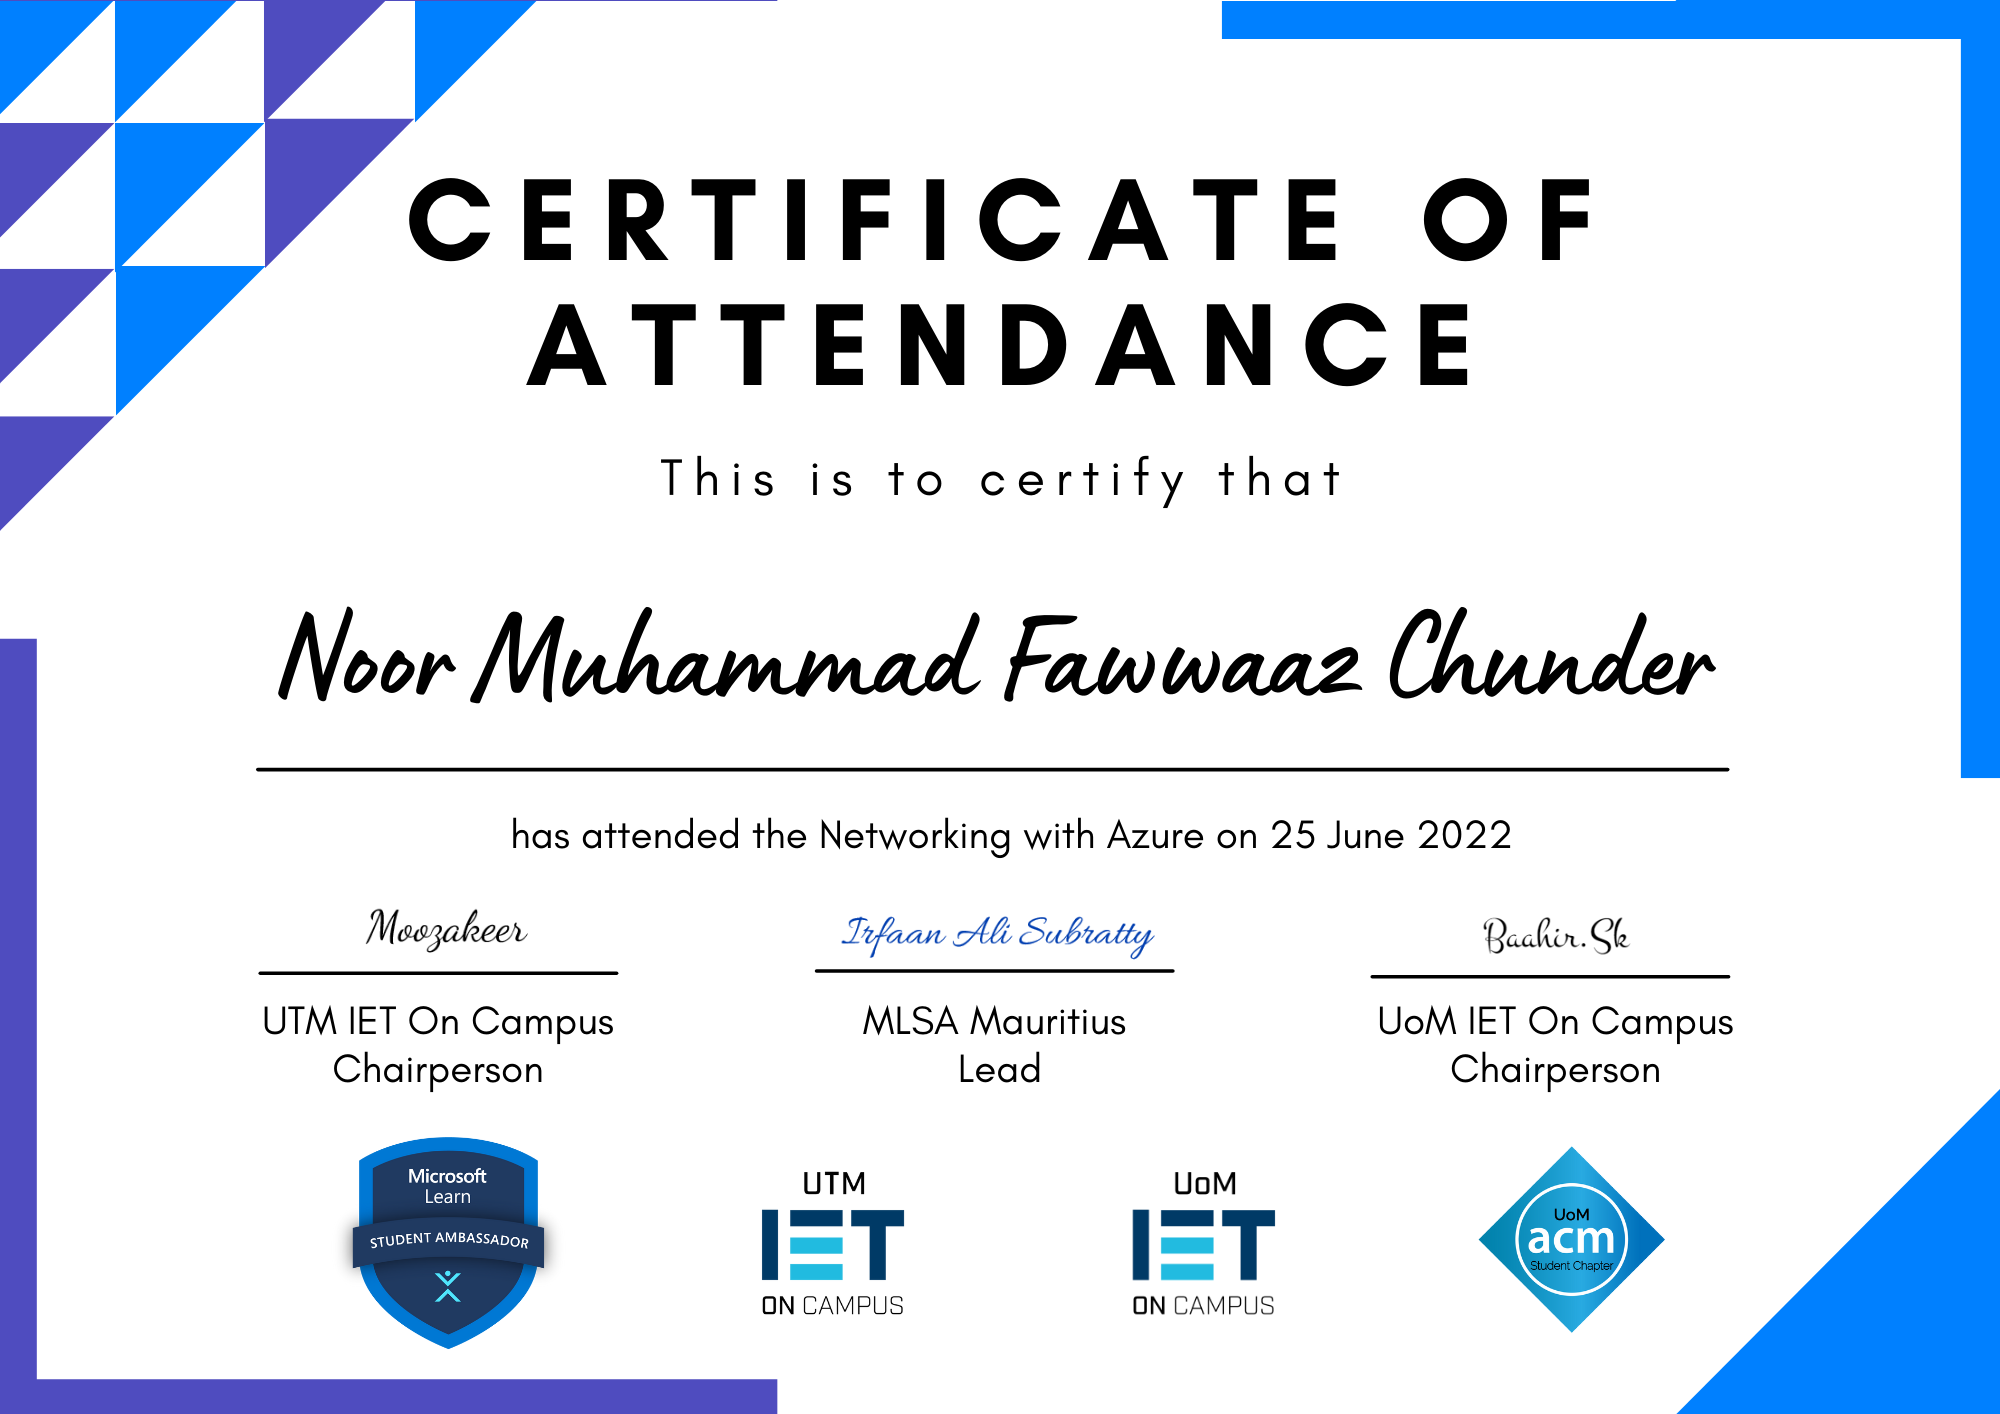 CERTIFICATE OF
ATTENDANCE
This is to certify that
Noor Muhammad Fawwaaz Chunder
has attended the Networking with Azure on 25 June 2022
Moozakeer
UTM IET On Campus
Chairperson
Irfaan Ali Subratty
MLSA Mauritius
Lead
Baahir.Sk
UoM IET On Campus
Chairperson
Microsoft
Learn
STUDENT AMBASSADOR
UTM
IET
ON CAMPUS
UoM
IET
ON CAMPUS
UoM
acm
Student Chapter